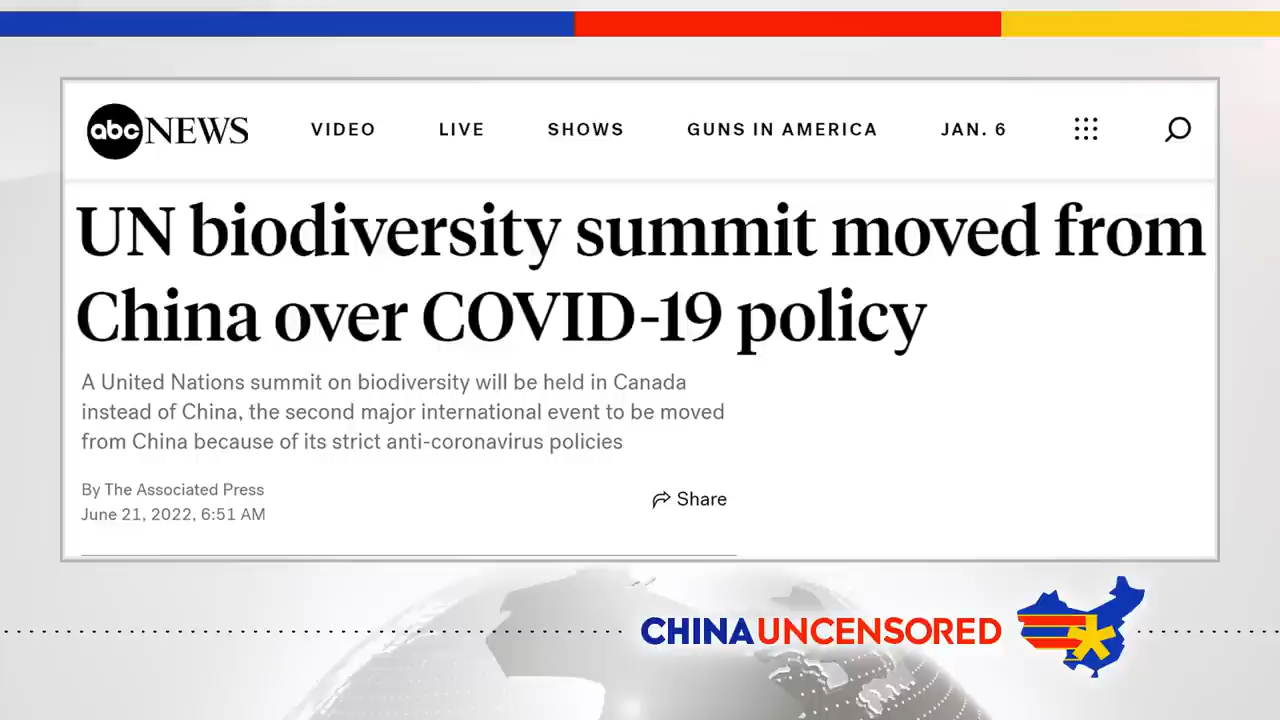 abc NEWS VIDEO LIVE SHOWS GUNS IN AMERICA JAN. 6
UN biodiversity summit moved from
China over COVID-19 policy
A United Nations summit on biodiversity will be held in Canada
instead of China, the second major international event to be moved
from China because of its strict anti-coronavirus policies
By The Associated Press
June 21, 2022, 6:51 AM
Share
CHINA UNCENSORED